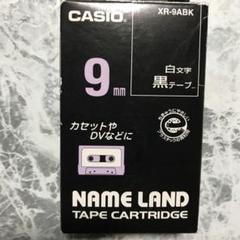 CASIO
XR-9ABK
9mm
白文字
黒テープ
カセットや
DVなどに
NAME LAND
TAPE CARTRIDGE